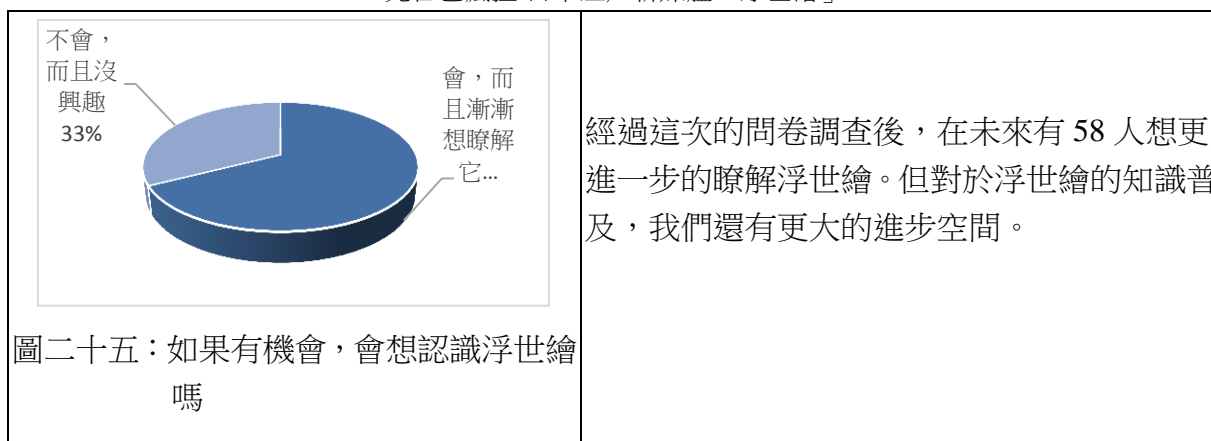 不會，
而且沒
興趣
33%
會，而
且漸漸
想瞭解
它…
圖二十五：如果有機會，會想認識浮世繪
嗎
經過這次的問卷調查後，在未來有 58 人想更
進一步的瞭解浮世繪。但對於浮世繪的知識普
及，我們還有更大的進步空間。